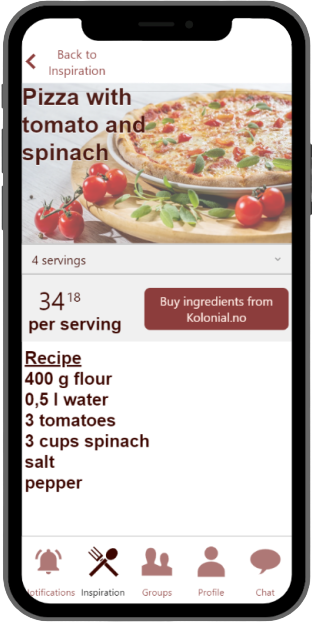 Back to
Inspiration
Pizza with
tomato and
spinach
4 servings
34 18
per serving
Buy ingredients from
Kolonial.no
Recipe
400 g flour
0,5 l water
3 tomatoes
3 cups spinach
salt
pepper
Notifications Inspiration Groups Profile Chat